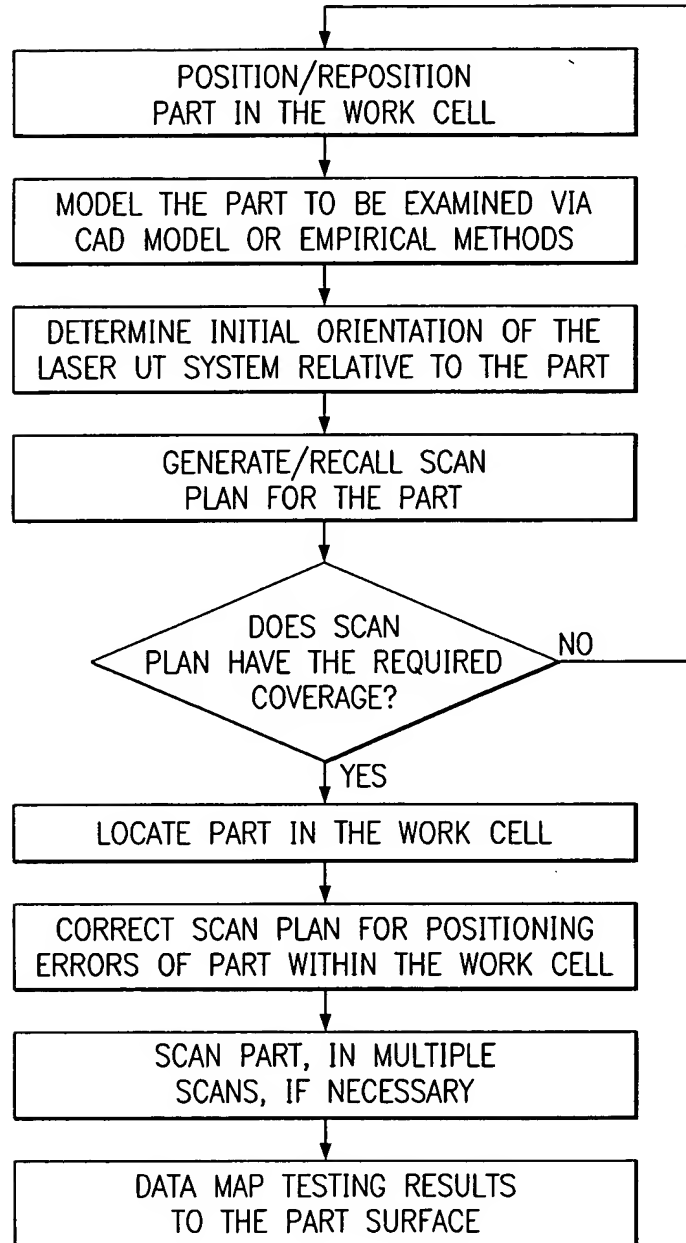 POSITION/REPOSITION
PART IN THE WORK CELL
MODEL THE PART TO BE EXAMINED VIA
CAD MODEL OR EMPIRICAL METHODS
DETERMINE INITIAL ORIENTATION OF THE
LASER UT SYSTEM RELATIVE TO THE PART
GENERATE/RECALL SCAN
PLAN FOR THE PART
DOES SCAN
PLAN HAVE THE REQUIRED
COVERAGE?
NO
YES
LOCATE PART IN THE WORK CELL
CORRECT SCAN PLAN FOR POSITIONING
ERRORS OF PART WITHIN THE WORK CELL
SCAN PART, IN MULTIPLE
SCANS, IF NECESSARY
DATA MAP TESTING RESULTS
TO THE PART SURFACE